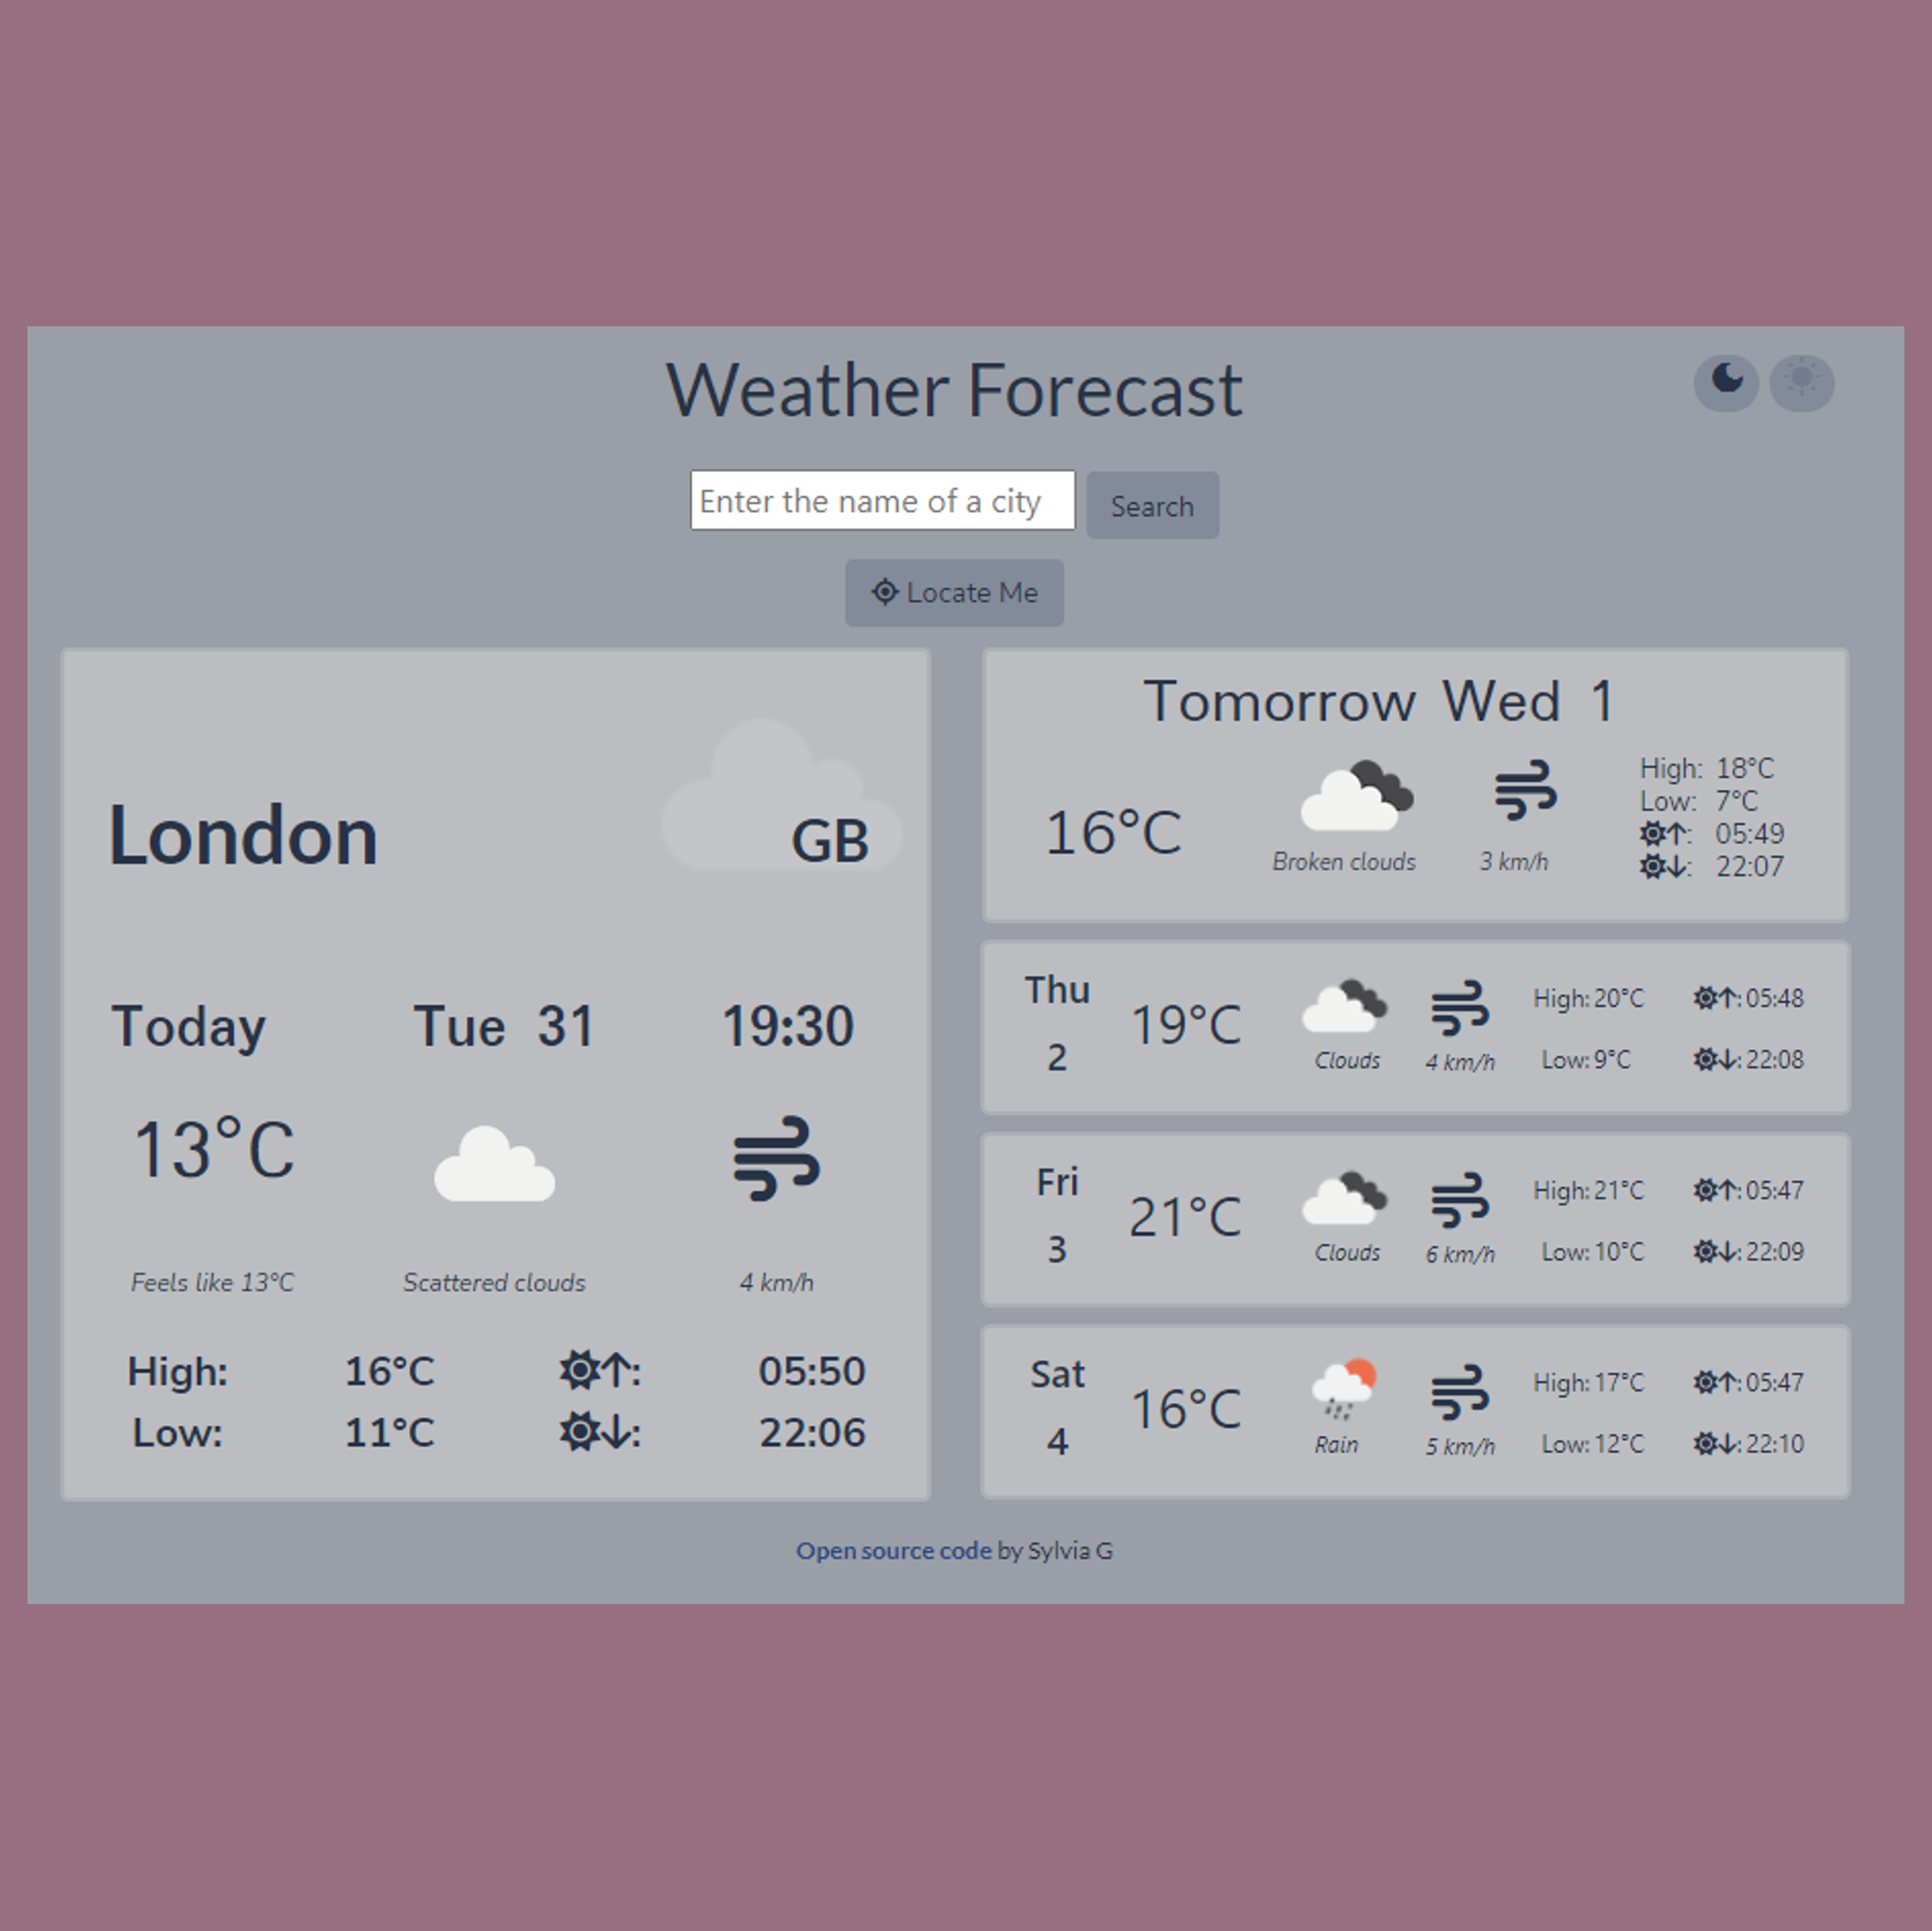 Weather Forecast
Enter the name of a city
Search
Locate Me
London
GB
Today Tue 31 19:30
13°C
Feels like 13°C Scattered clouds 4 km/h
High: 16°C : 05:50
Low: 11°C : 22:06
Tomorrow Wed 1
16°C
Broken clouds
3 km/h
High: 18°C
Low: 7°C
: 05:49
: 22:07
Thu
2
19°C
Clouds
4 km/h
High: 20°C
Low: 9°C
: 05:48
: 22:08
Fri
3
21°C
Clouds
6 km/h
High: 21°C
Low: 10°C
: 05:47
: 22:09
Sat
4
16°C
Rain
5 km/h
High: 17°C
Low: 12°C
: 05:47
: 22:10
Open source code by Sylvia G